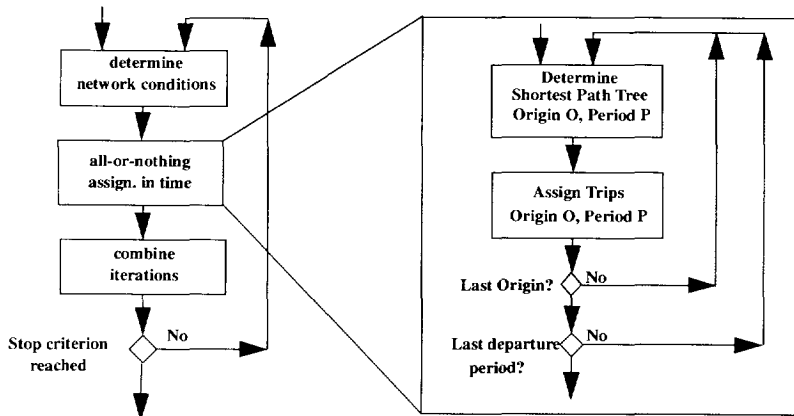 determine
network conditions
all-or-nothing
assign. in time
combine
iterations
Stop criterion
reached
No
Determine
Shortest Path Tree
Origin O, Period P
Assign Trips
Origin O, Period P
Last Origin?
No
Last departure
period?
No